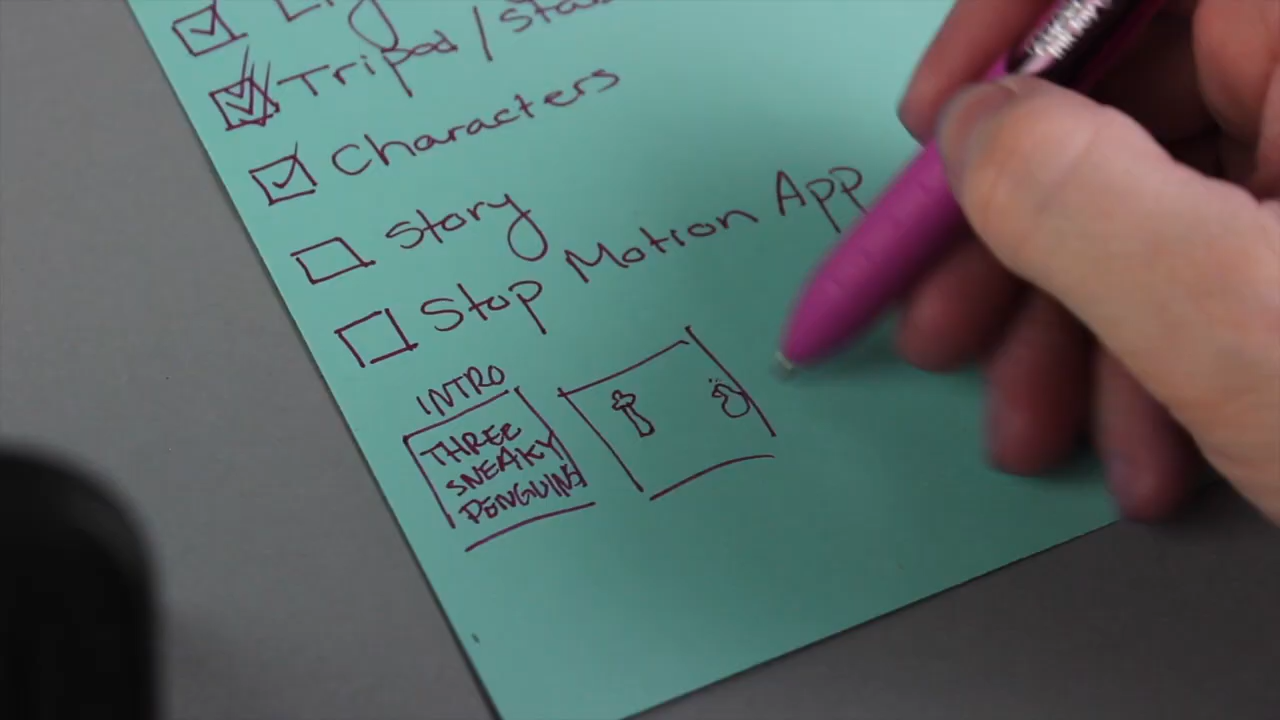 Tripod /
Characters
Story
Stop Motion App
INTRO
THREE
SNEAKY
PENGUINS